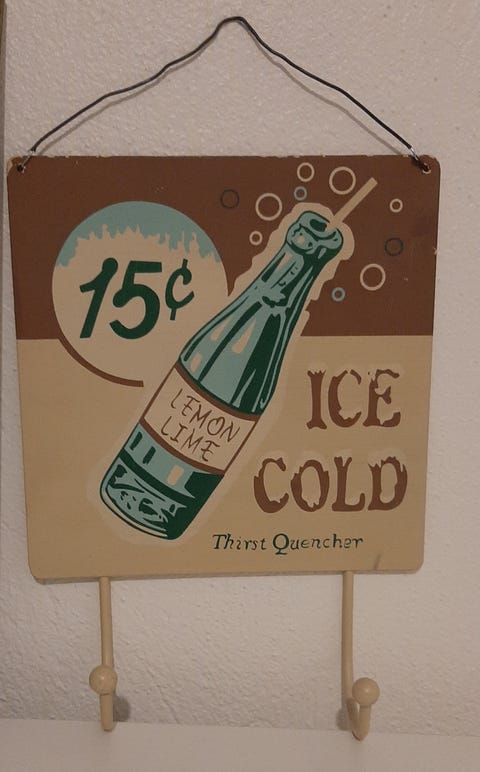 15¢
LEMON
LIME
ICE
COLD
Thirst Quencher